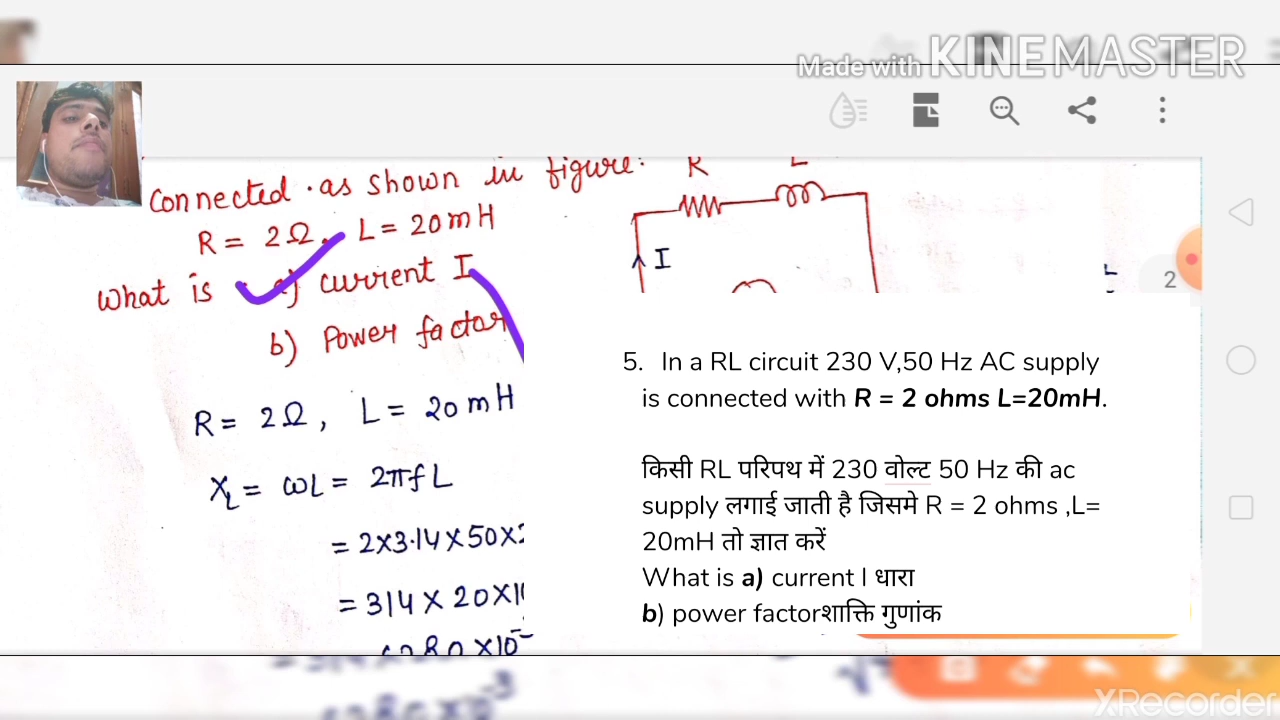 Made with KINEMASTER
connected as shown in figure:
R L
R = 2Ω, L = 20mH
What is a) current I
I
2
b) Power factor
R = 2Ω, L = 20mH
X_L = ωL = 2πfL
= 2×3.14×50×
= 314 × 20×10
5. In a RL circuit 230 V,50 Hz AC supply
is connected with R = 2 ohms L=20mH.
किसी RL परिपथ में 230 वोल्ट 50 Hz की ac
supply लगाई जाती है जिसमे R = 2 ohms ,L=
20mH तो ज्ञात करें
What is a) current I धारा
b) power factorशाक्ति गुणांक
XRecorder